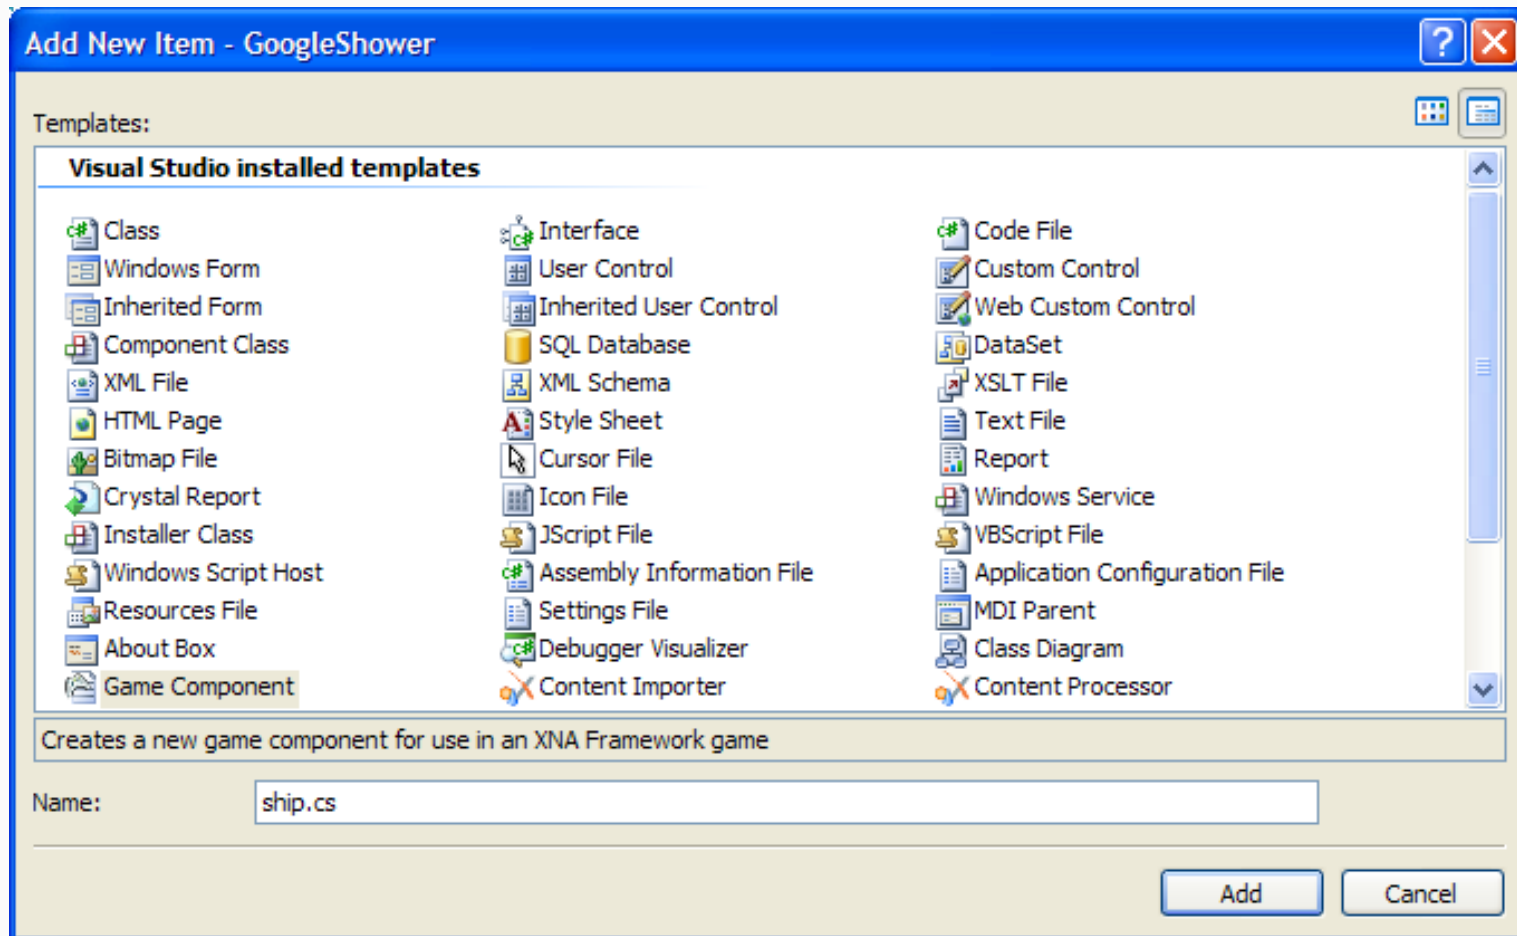 Add New Item - GoogleShower
Templates:
Visual Studio installed templates
Class Interface Code File
Windows Form User Control Custom Control
Inherited Form Inherited User Control Web Custom Control
Component Class SQL Database DataSet
XML File XML Schema XSLT File
HTML Page Style Sheet Text File
Bitmap File Cursor File Report
Crystal Report Icon File Windows Service
Installer Class JScript File VBScript File
Windows Script Host Assembly Information File Application Configuration File
Resources File Settings File MDI Parent
About Box Debugger Visualizer Class Diagram
Game Component Content Importer Content Processor
Creates a new game component for use in an XNA Framework game
Name: ship.cs
Add Cancel